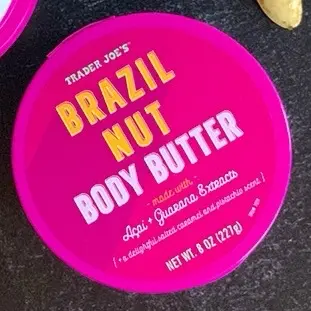 TRADER JOE'S
BRAZIL
NUT
BODY BUTTER
- made with -
Açai + Guarana Extracts
{ + a delightful salted caramel and pistachio scent }
NET WT. 8 OZ (227g)